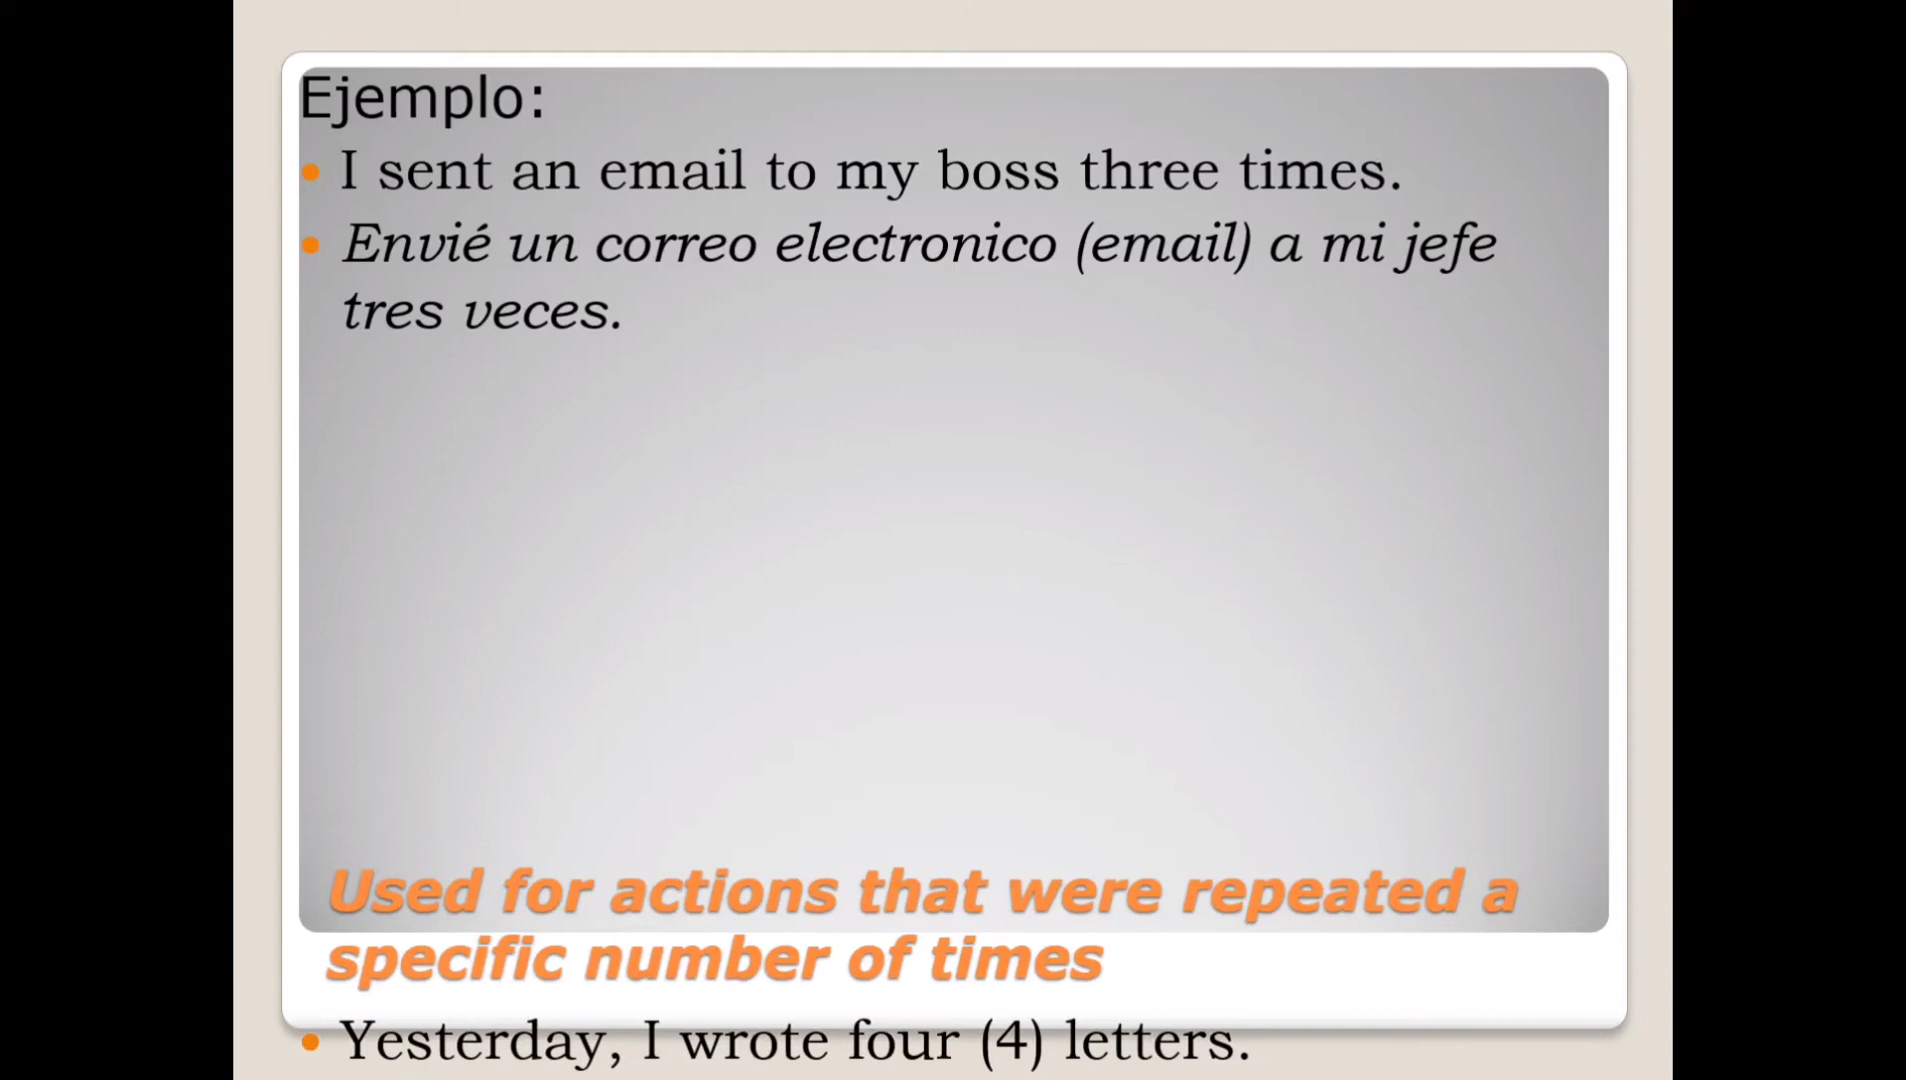 Ejemplo:
• I sent an email to my boss three times.
• Envié un correo electronico (email) a mi jefe
tres veces.
Used for actions that were repeated a
specific number of times
• Yesterday, I wrote four (4) letters.